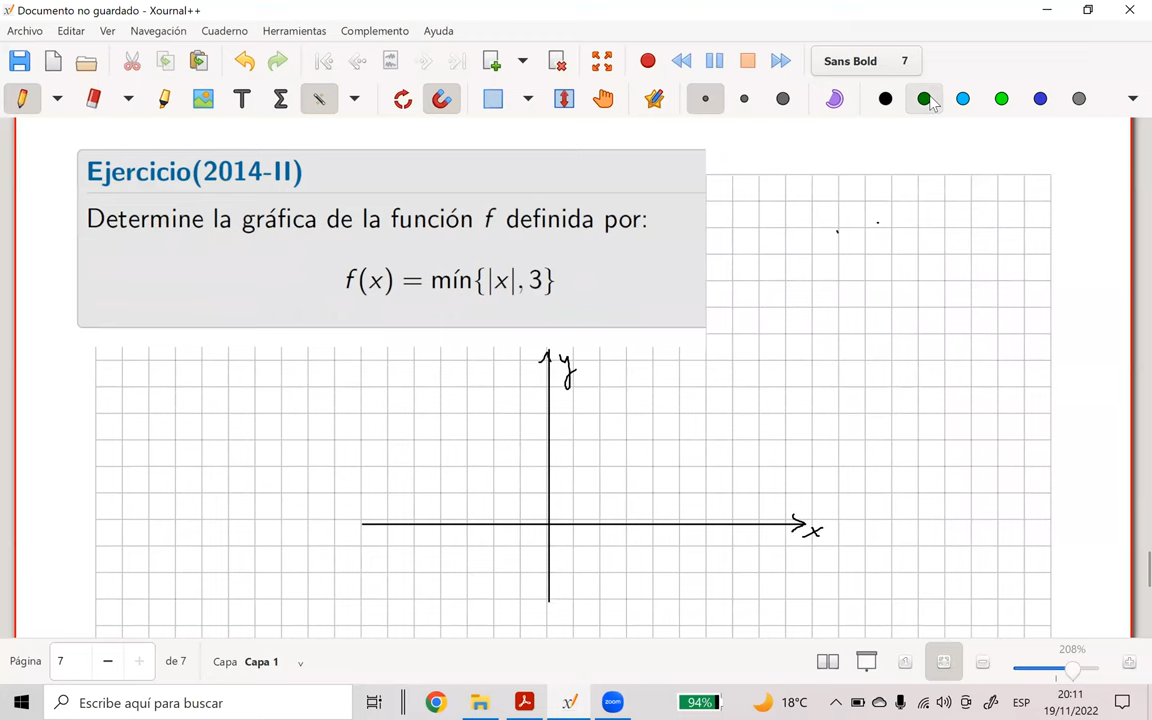 Documento no guardado - Xournal++
Archivo Editar Ver Navegación Cuaderno Herramientas Complemento Ayuda
Sans Bold 7
Ejercicio(2014-II)
Determine la gráfica de la función f definida por:
f(x) = mín{|x|, 3}
y
x
Página 7 de 7 Capa Capa 1 208%
Escribe aquí para buscar zoom 94% 18°C ESP 20:11
19/11/2022